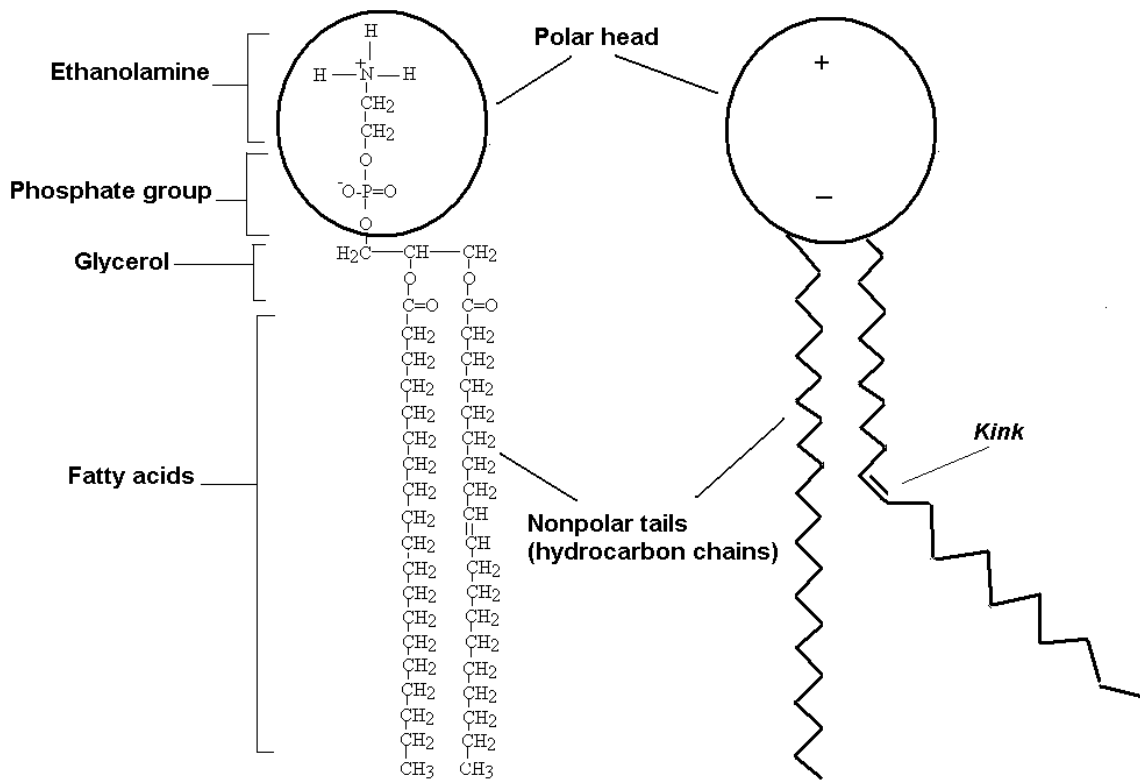 Ethanolamine
Phosphate group
Glycerol
Fatty acids
Polar head
Nonpolar tails
(hydrocarbon chains)
Kink
H
+
H N H
CH2
CH2
O
-O-P=O
O
H2C CH CH2
O O
C=O C=O
CH2 CH2
CH2 CH2
CH2 CH2
CH2 CH2
CH2 CH2
CH2 CH2
CH2 CH2
CH2 CH
CH2 CH
CH2 CH2
CH2 CH2
CH2 CH2
CH2 CH2
CH2 CH2
CH2 CH2
CH2 CH2
CH2 CH2
CH3 CH3
+
−